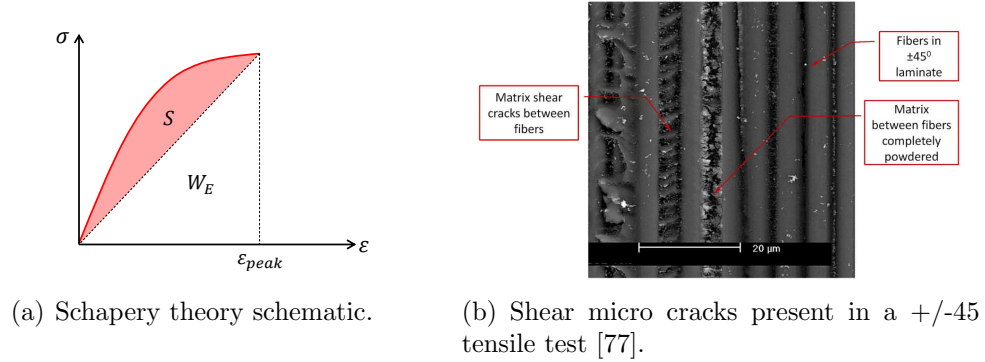 σ
S
W_E
ε_peak
ε
Matrix shear
cracks between
fibers
Fibers in
±45⁰
laminate
Matrix
between fibers
completely
powdered
20 µm
(a) Schapery theory schematic.
(b) Shear micro cracks present in a +/-45
tensile test [77].